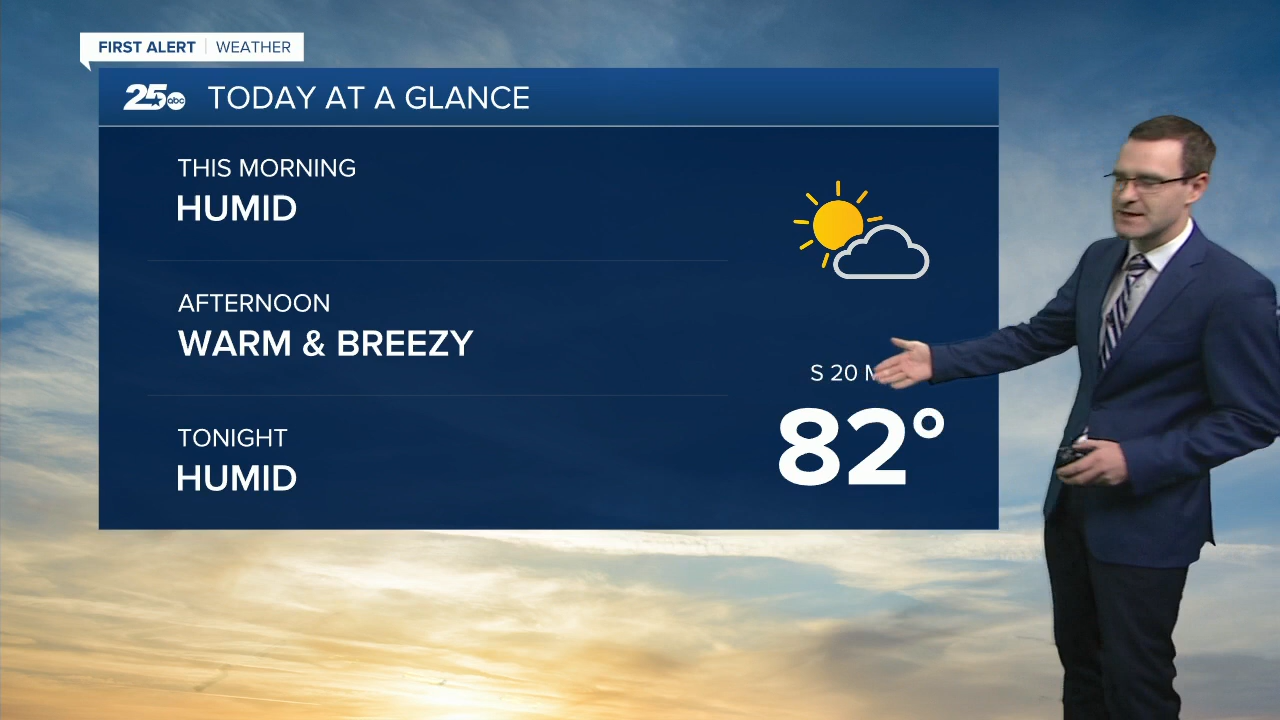 FIRST ALERT | WEATHER
25 abc TODAY AT A GLANCE
THIS MORNING
HUMID
AFTERNOON
WARM & BREEZY
S 20
82°
TONIGHT
HUMID